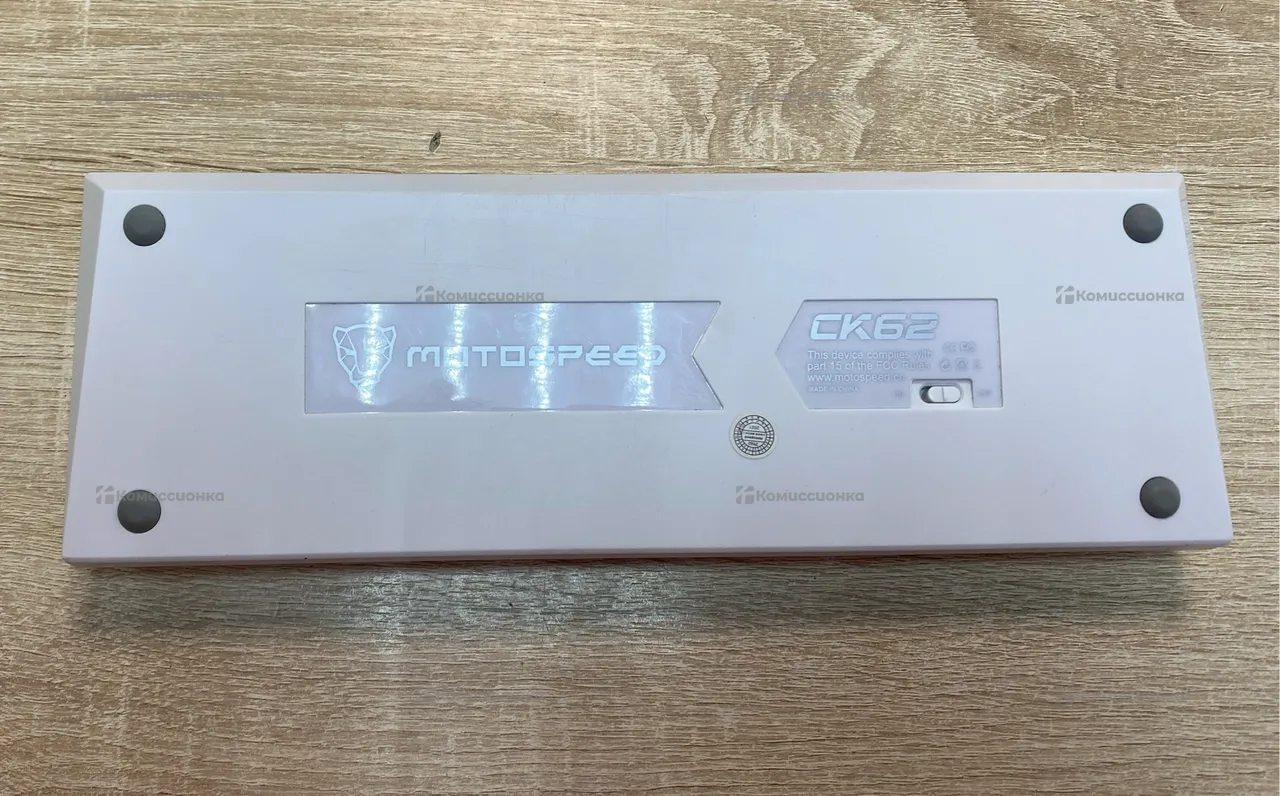 Комиссионка
Комиссионка
MOTOSPEED
CK62
This device complies with
part 15 of the FCC Rules
www.motospeed.cc
MADE IN CHINA
Комиссионка
Комиссионка